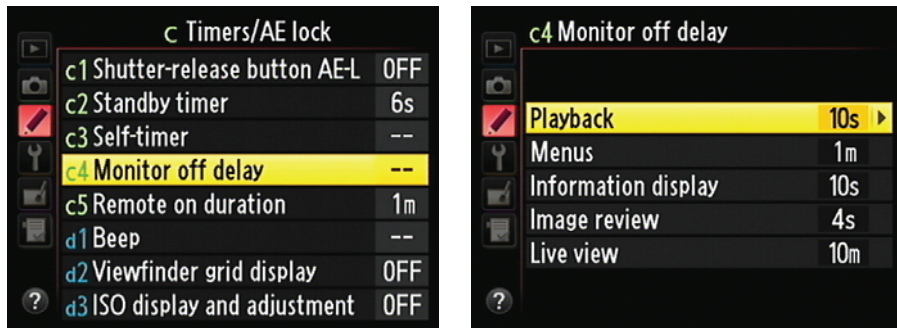 c Timers/AE lock
c1 Shutter-release button AE-L OFF
c2 Standby timer 6s
c3 Self-timer --
c4 Monitor off delay --
c5 Remote on duration 1m
d1 Beep --
d2 Viewfinder grid display OFF
d3 ISO display and adjustment OFF
?
c4 Monitor off delay
Playback 10s
Menus 1m
Information display 10s
Image review 4s
Live view 10m
?